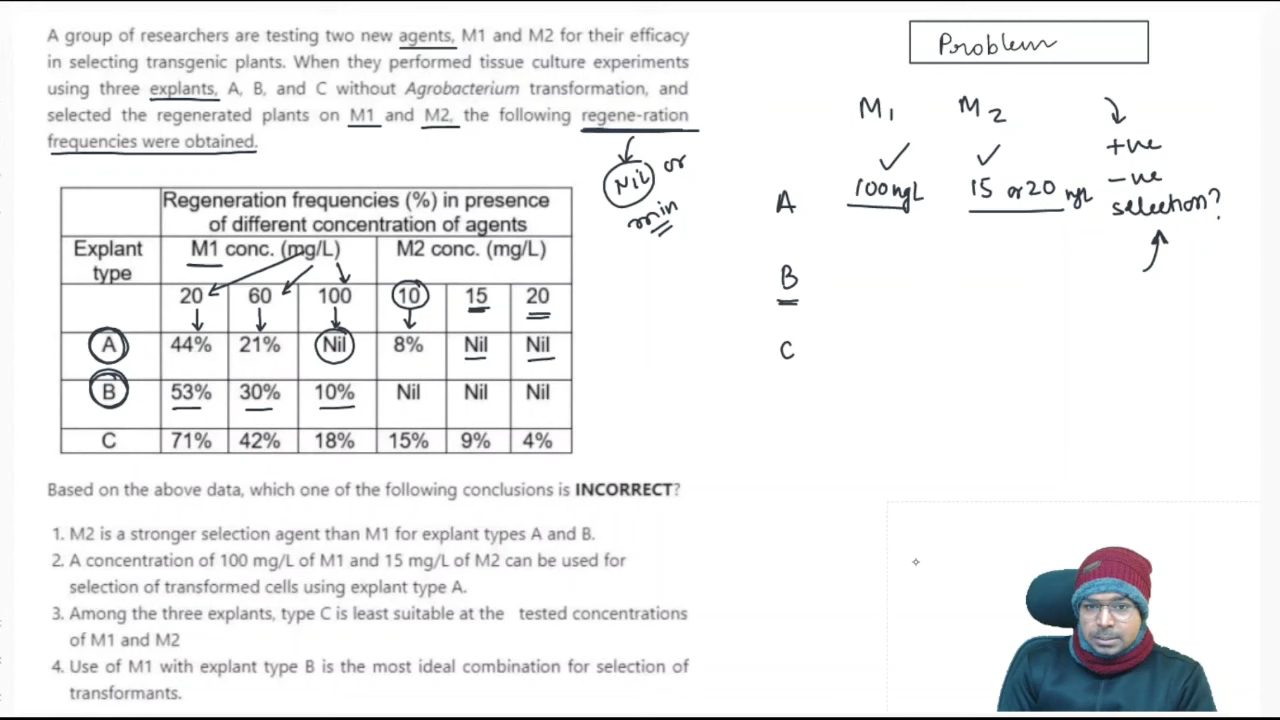 A group of researchers are testing two new agents, M1 and M2 for their efficacy
in selecting transgenic plants. When they performed tissue culture experiments
using three explants, A, B, and C without Agrobacterium transformation, and
selected the regenerated plants on M1 and M2, the following regene-ration
frequencies were obtained.
Nil or
min
Regeneration frequencies (%) in presence
of different concentration of agents
Explant type M1 conc. (mg/L) M2 conc. (mg/L)
20 60 100 10 15 20
A 44% 21% Nil 8% Nil Nil
B 53% 30% 10% Nil Nil Nil
C 71% 42% 18% 15% 9% 4%
Based on the above data, which one of the following conclusions is INCORRECT?
1. M2 is a stronger selection agent than M1 for explant types A and B.
2. A concentration of 100 mg/L of M1 and 15 mg/L of M2 can be used for
selection of transformed cells using explant type A.
3. Among the three explants, type C is least suitable at the tested concentrations
of M1 and M2
4. Use of M1 with explant type B is the most ideal combination for selection of
transformants.
Problem
M1 M2
+ve
-ve
selection?
A 100 mg/L 15 or 20 mg/L
B
C